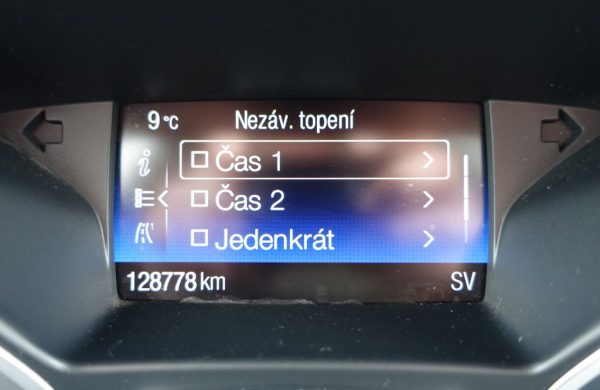 9 °C Nezáv. topení
Čas 1
Čas 2
Jedenkrát
128778 km SV